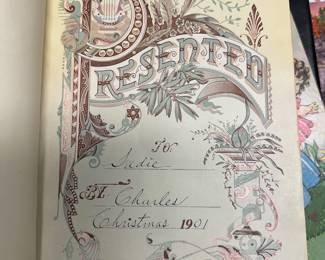 PRESENTED
TO
Sadie
BY Charles
Christmas 1901